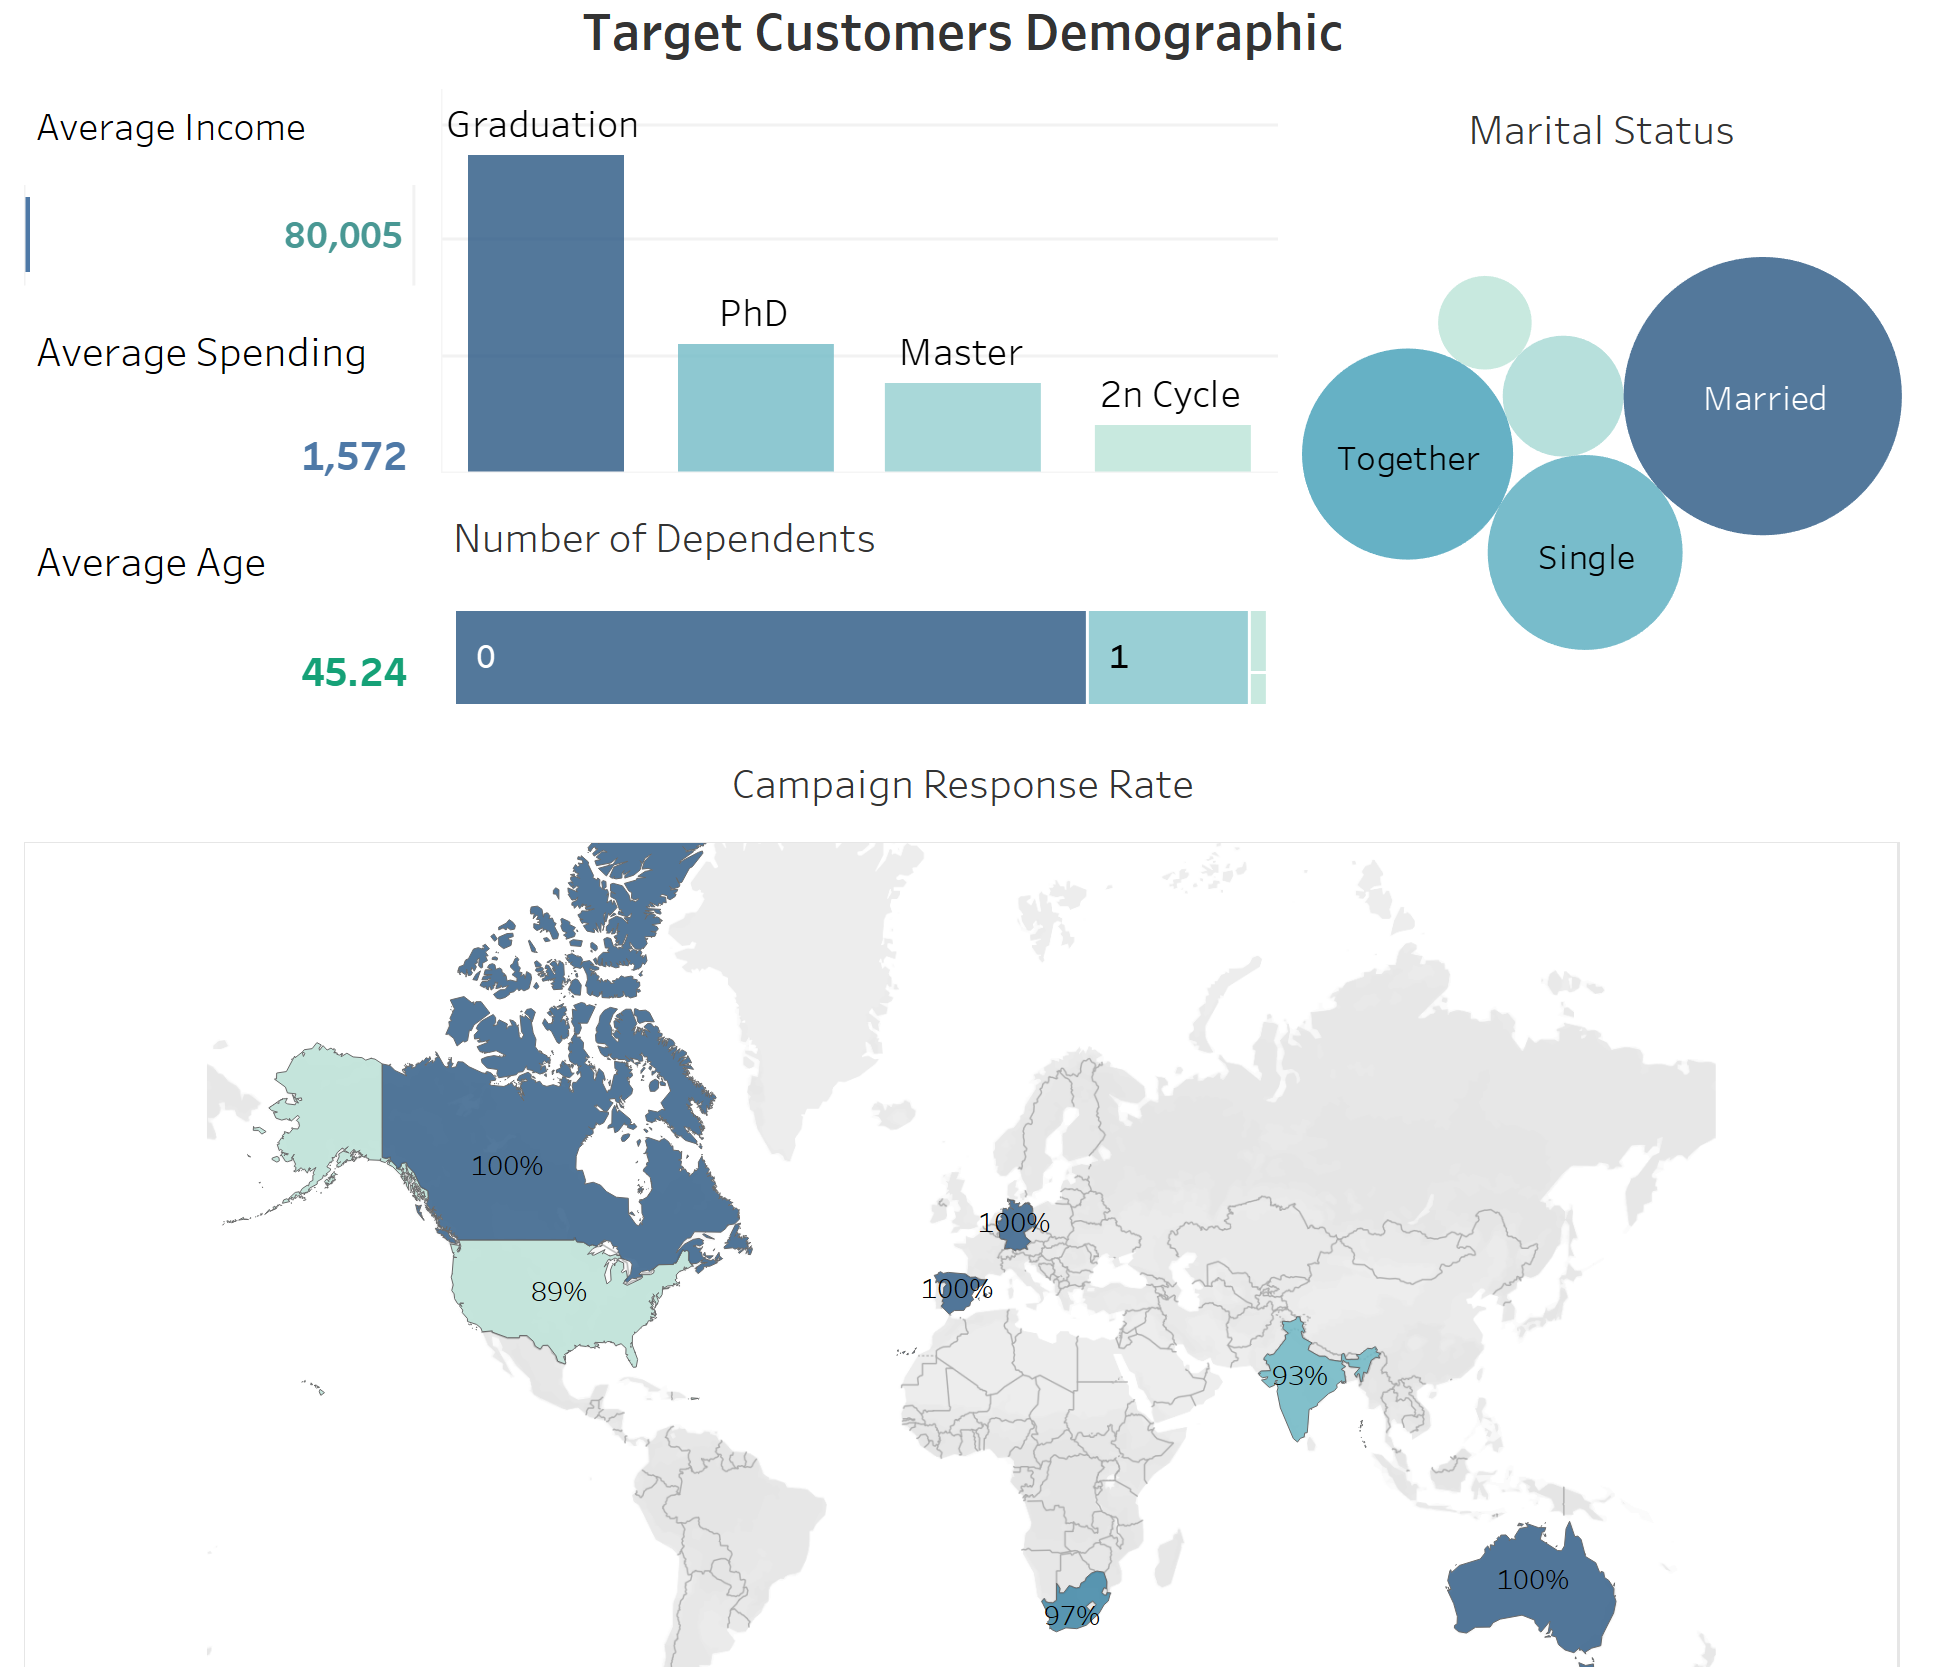 Target Customers Demographic
Average Income
80,005
Average Spending
1,572
Average Age
45.24
Graduation
PhD
Master
2n Cycle
Number of Dependents
0
1
Marital Status
Married
Together
Single
Campaign Response Rate
100%
89%
100%
100%
93%
97%
100%